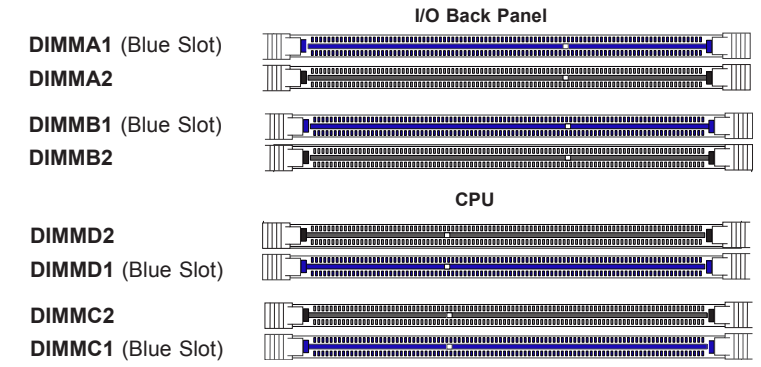 I/O Back Panel
DIMMA1 (Blue Slot)
DIMMA2
DIMMB1 (Blue Slot)
DIMMB2
CPU
DIMMD2
DIMMD1 (Blue Slot)
DIMMC2
DIMMC1 (Blue Slot)